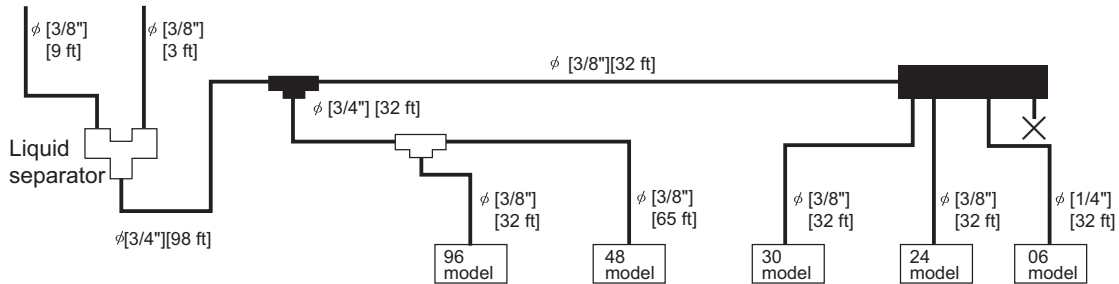 ϕ [3/8"]
[9 ft]
ϕ [3/8"]
[3 ft]
ϕ [3/8"][32 ft]
ϕ [3/4"] [32 ft]
Liquid
separator
ϕ[3/4"][98 ft]
ϕ [3/8"]
[32 ft]
ϕ [3/8"]
[65 ft]
ϕ [3/8"]
[32 ft]
ϕ [3/8"]
[32 ft]
ϕ [1/4"]
[32 ft]
96
model
48
model
30
model
24
model
06
model